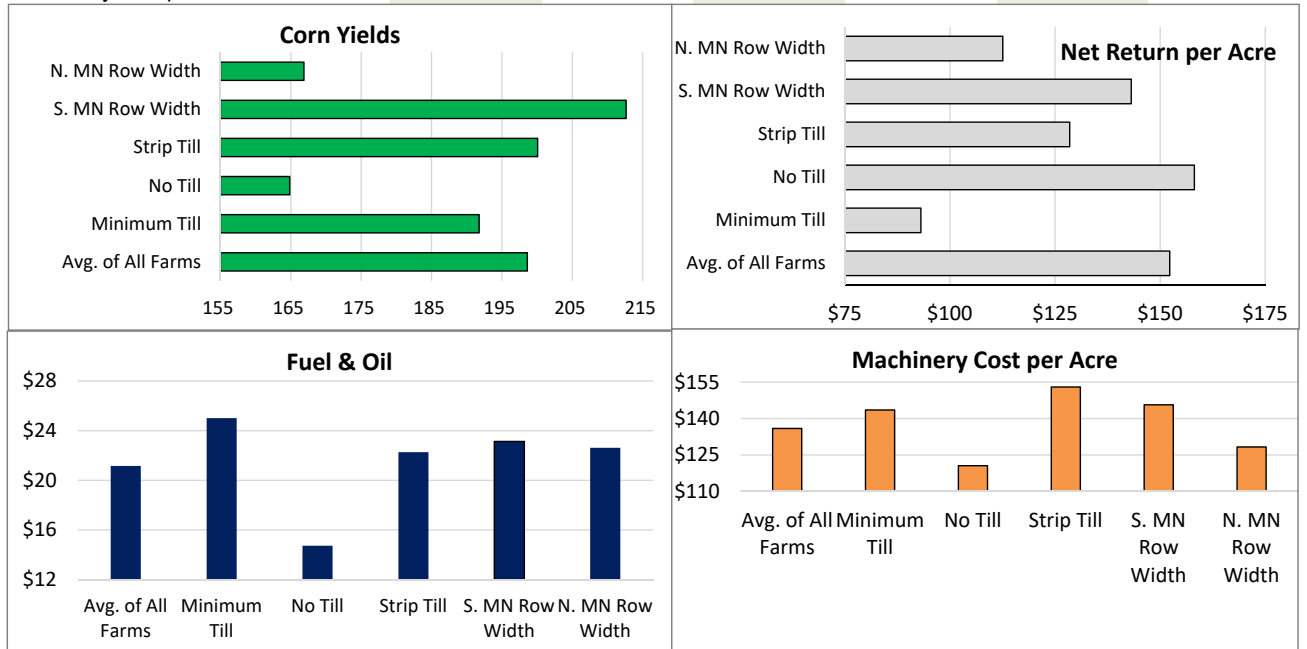 Corn Yields
N. MN Row Width
S. MN Row Width
Strip Till
No Till
Minimum Till
Avg. of All Farms
155 165 175 185 195 205 215
Net Return per Acre
N. MN Row Width
S. MN Row Width
Strip Till
No Till
Minimum Till
Avg. of All Farms
$75 $100 $125 $150 $175
Fuel & Oil
$28
$24
$20
$16
$12
Avg. of All
Farms
Minimum
Till
No Till
Strip Till
S. MN Row
Width
N. MN Row
Width
Machinery Cost per Acre
$155
$140
$125
$110
Avg. of All
Farms
Minimum
Till
No Till
Strip Till
S. MN
Row
Width
N. MN
Row
Width